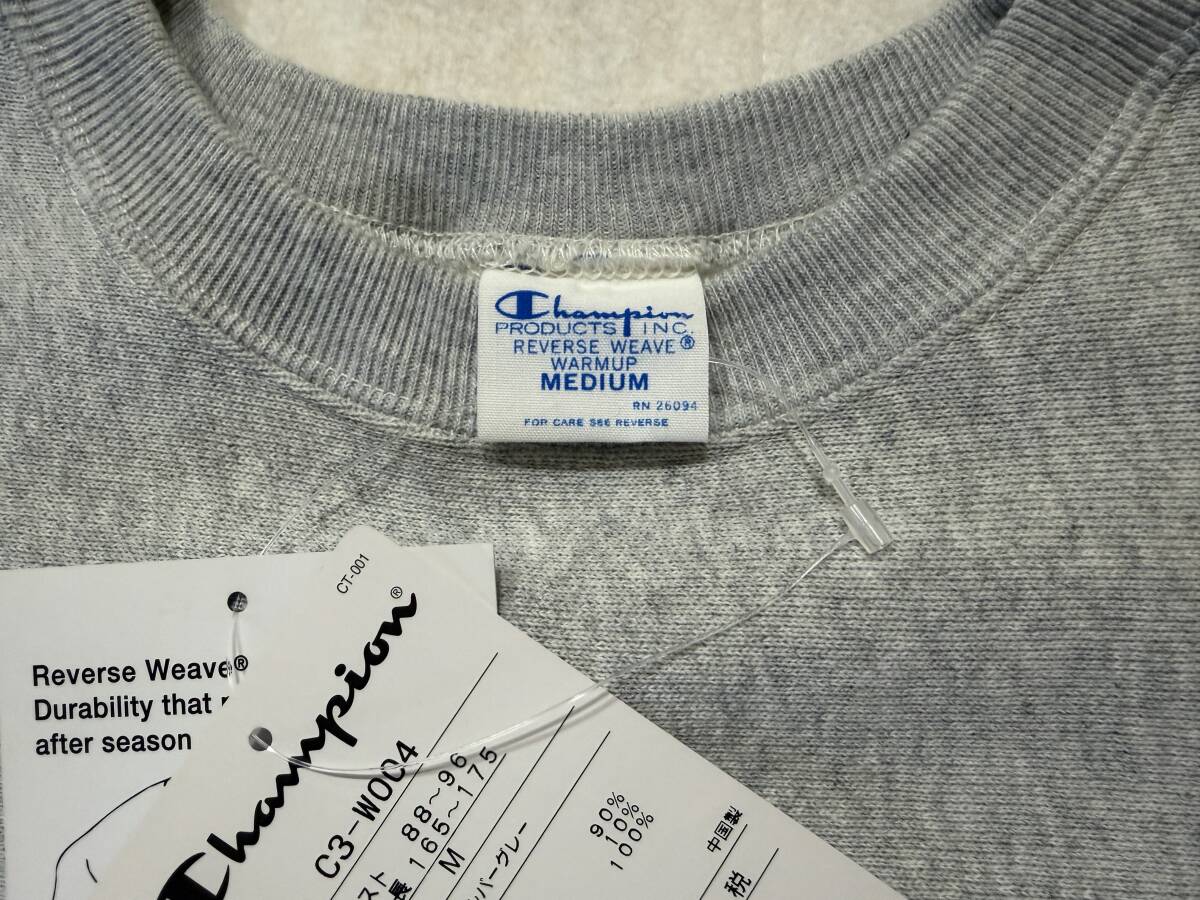 Champion
PRODUCTS INC.
REVERSE WEAVE®
WARMUP
MEDIUM
RN 26094
FOR CARE SEE REVERSE
Reverse Weave®
Durability that
after season
CT-001
Champion®
C3-W004
スト 88~96
長 165~175
M
バーグレー
90%
10%
100%
中国製
税